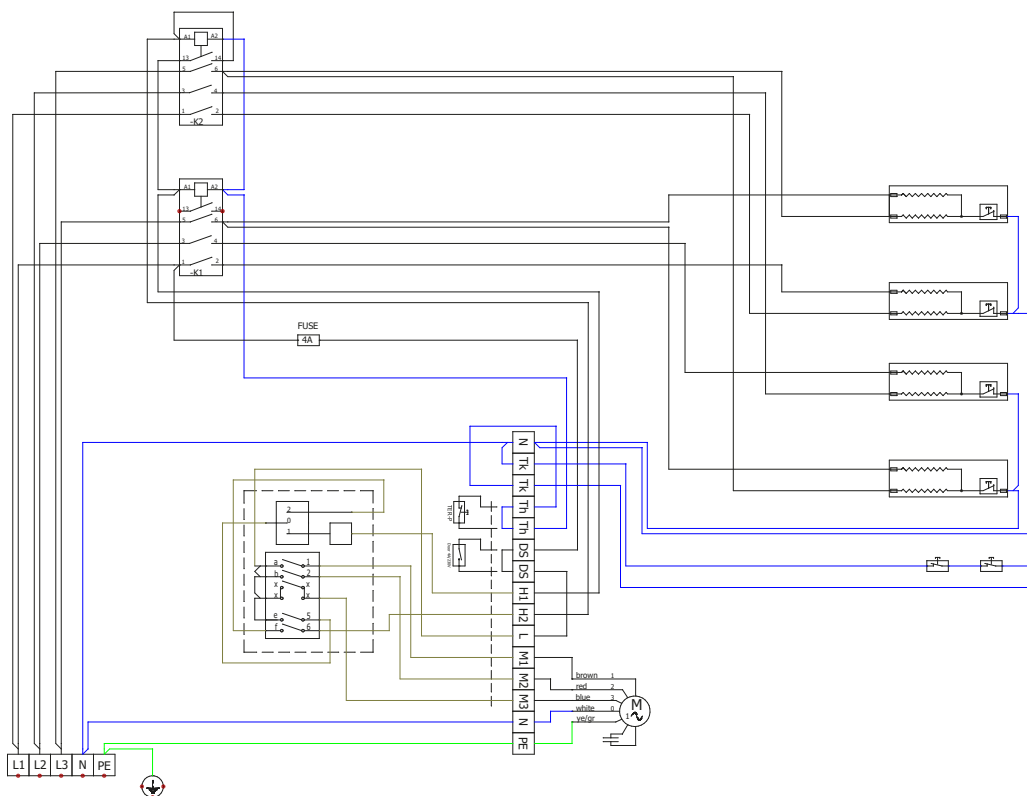 A1 A2
13 14
5 6
3 4
1 2
-K2
A1 A2
13 14
5 6
3 4
1 2
-K1
FUSE
4A
N
Tk
Tk
Th
Th
DS
DS
H1
H2
L
M1
M2
M3
N
PE
TER-P
2
0
1
a 1
b 2
x x
x x
e 5
f 6
brown 1
red 2
blue 3
white 0
ye/gr
M
1
L1 L2 L3 N PE